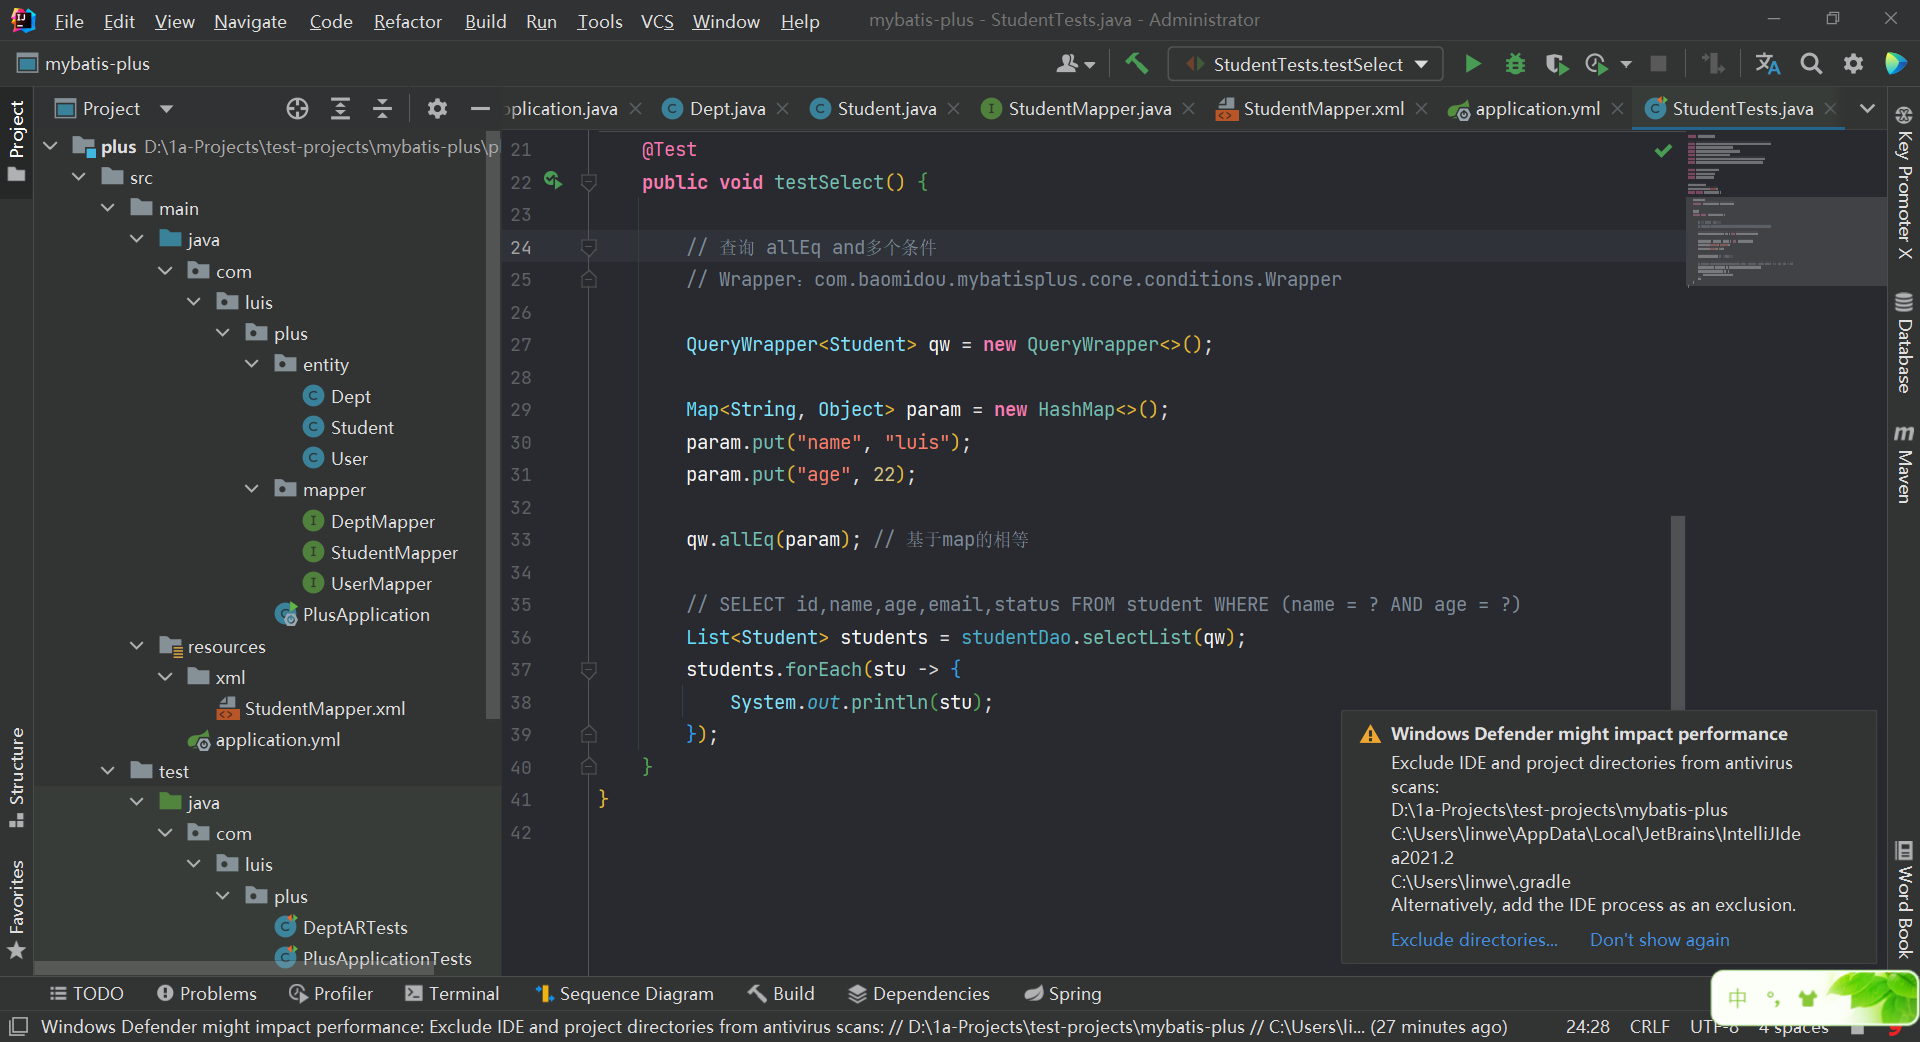 File Edit View Navigate Code Refactor Build Run Tools VCS Window Help mybatis-plus - StudentTests.java - Administrator
mybatis-plus
StudentTests.testSelect
Project
plication.java Dept.java Student.java StudentMapper.java StudentMapper.xml application.yml StudentTests.java
Project
Structure
Favorites
plus D:\1a-Projects\test-projects\mybatis-plus\p
src
main
java
com
luis
plus
entity
Dept
Student
User
mapper
DeptMapper
StudentMapper
UserMapper
PlusApplication
resources
xml
StudentMapper.xml
application.yml
test
java
com
luis
plus
DeptARTests
PlusApplicationTests
21 @Test
22 public void testSelect() {
23
24 // 查询 allEq and多个条件
25 // Wrapper：com.baomidou.mybatisplus.core.conditions.Wrapper
26
27 QueryWrapper<Student> qw = new QueryWrapper<>();
28
29 Map<String, Object> param = new HashMap<>();
30 param.put("name", "luis");
31 param.put("age", 22);
32
33 qw.allEq(param); // 基于map的相等
34
35 // SELECT id,name,age,email,status FROM student WHERE (name = ? AND age = ?)
36 List<Student> students = studentDao.selectList(qw);
37 students.forEach(stu -> {
38 System.out.println(stu);
39 });
40 }
41 }
42
Key Promoter X
Database
m Maven
Word Book
Windows Defender might impact performance
Exclude IDE and project directories from antivirus
scans:
D:\1a-Projects\test-projects\mybatis-plus
C:\Users\linwe\AppData\Local\JetBrains\IntelliJIde
a2021.2
C:\Users\linwe\.gradle
Alternatively, add the IDE process as an exclusion.
Exclude directories... Don't show again
TODO Problems Profiler Terminal Sequence Diagram Build Dependencies Spring
中 °,
Windows Defender might impact performance: Exclude IDE and project directories from antivirus scans: // D:\1a-Projects\test-projects\mybatis-plus // C:\Users\li... (27 minutes ago) 24:28 CRLF UTF-8 4 spaces